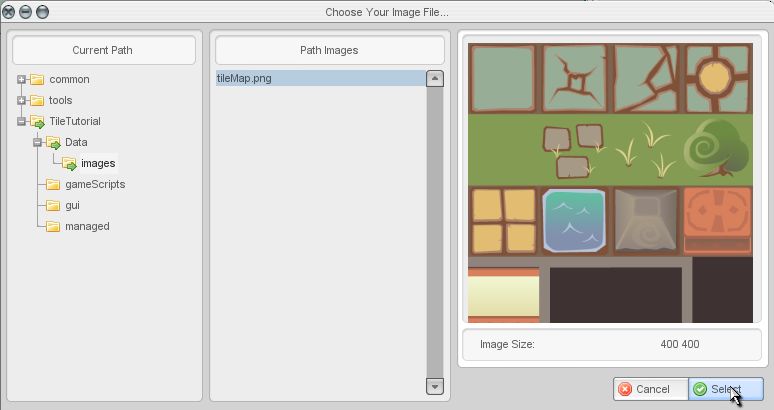 Choose Your Image File...
Current Path
common
tools
TileTutorial
Data
images
gameScripts
gui
managed
Path Images
tileMap.png
Image Size: 400 400
Cancel
Select